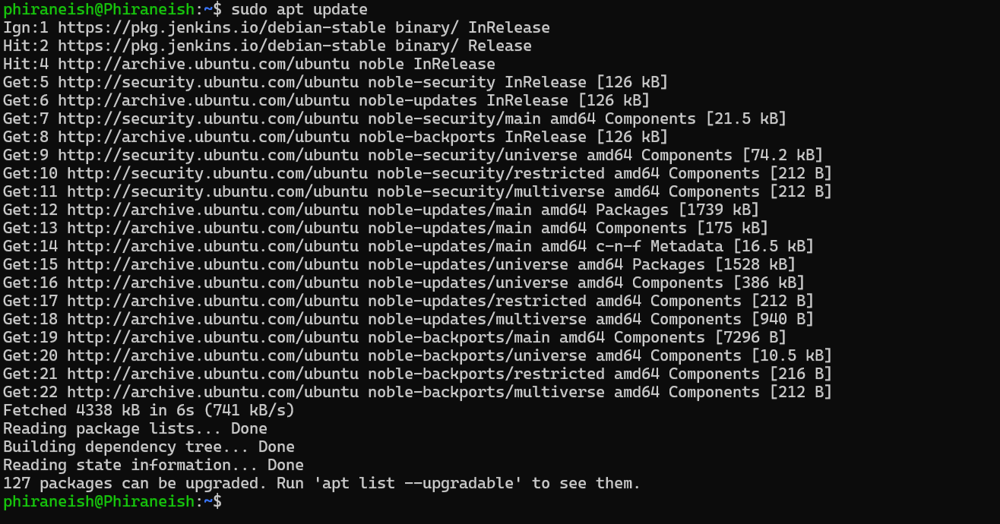 phiraneish@Phiraneish:~$ sudo apt update
Ign:1 https://pkg.jenkins.io/debian-stable binary/ InRelease
Hit:2 https://pkg.jenkins.io/debian-stable binary/ Release
Hit:4 http://archive.ubuntu.com/ubuntu noble InRelease
Get:5 http://security.ubuntu.com/ubuntu noble-security InRelease [126 kB]
Get:6 http://archive.ubuntu.com/ubuntu noble-updates InRelease [126 kB]
Get:7 http://security.ubuntu.com/ubuntu noble-security/main amd64 Components [21.5 kB]
Get:8 http://archive.ubuntu.com/ubuntu noble-backports InRelease [126 kB]
Get:9 http://security.ubuntu.com/ubuntu noble-security/universe amd64 Components [74.2 kB]
Get:10 http://security.ubuntu.com/ubuntu noble-security/restricted amd64 Components [212 B]
Get:11 http://security.ubuntu.com/ubuntu noble-security/multiverse amd64 Components [212 B]
Get:12 http://archive.ubuntu.com/ubuntu noble-updates/main amd64 Packages [1739 kB]
Get:13 http://archive.ubuntu.com/ubuntu noble-updates/main amd64 Components [175 kB]
Get:14 http://archive.ubuntu.com/ubuntu noble-updates/main amd64 c-n-f Metadata [16.5 kB]
Get:15 http://archive.ubuntu.com/ubuntu noble-updates/universe amd64 Packages [1528 kB]
Get:16 http://archive.ubuntu.com/ubuntu noble-updates/universe amd64 Components [386 kB]
Get:17 http://archive.ubuntu.com/ubuntu noble-updates/restricted amd64 Components [212 B]
Get:18 http://archive.ubuntu.com/ubuntu noble-updates/multiverse amd64 Components [940 B]
Get:19 http://archive.ubuntu.com/ubuntu noble-backports/main amd64 Components [7296 B]
Get:20 http://archive.ubuntu.com/ubuntu noble-backports/universe amd64 Components [10.5 kB]
Get:21 http://archive.ubuntu.com/ubuntu noble-backports/restricted amd64 Components [216 B]
Get:22 http://archive.ubuntu.com/ubuntu noble-backports/multiverse amd64 Components [212 B]
Fetched 4338 kB in 6s (741 kB/s)
Reading package lists... Done
Building dependency tree... Done
Reading state information... Done
127 packages can be upgraded. Run 'apt list --upgradable' to see them.
phiraneish@Phiraneish:~$